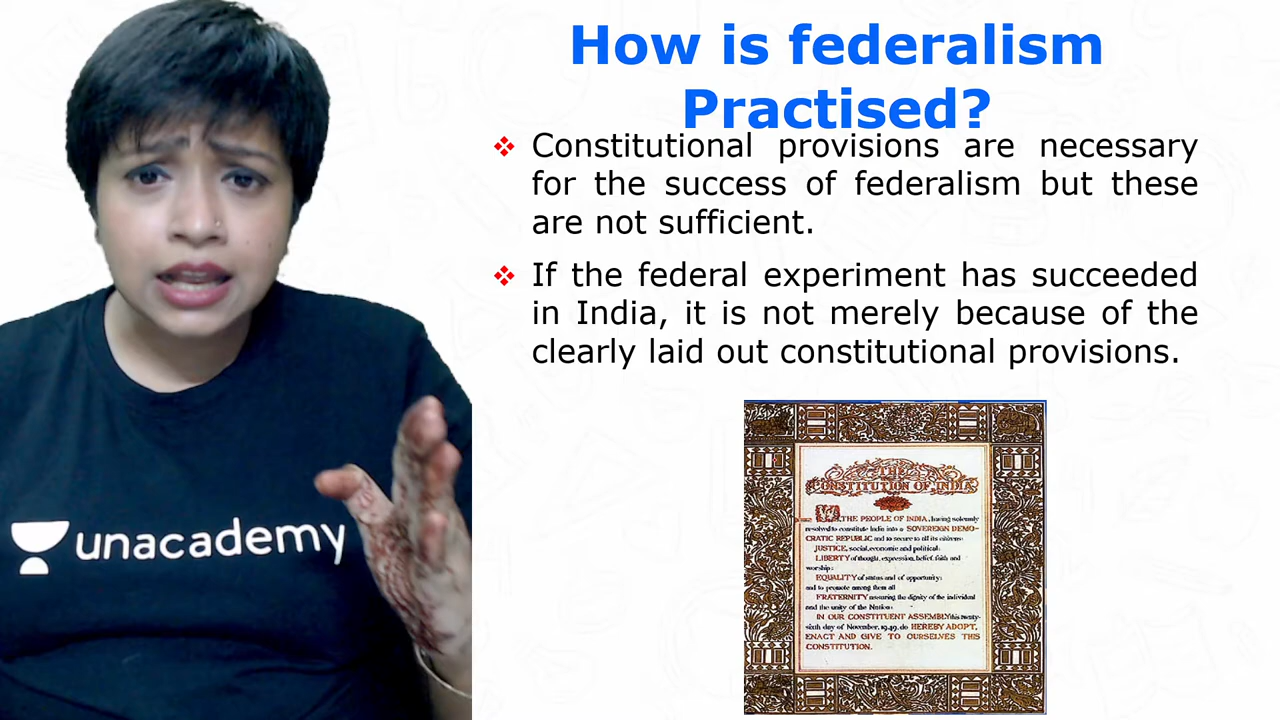 How is federalism
Practised?
❖ Constitutional provisions are necessary
for the success of federalism but these
are not sufficient.
❖ If the federal experiment has succeeded
in India, it is not merely because of the
clearly laid out constitutional provisions.
unacademy
THE
CONSTITUTION OF INDIA
WE, THE PEOPLE OF INDIA, having solemnly
resolved to constitute India into a SOVEREIGN DEMO-
CRATIC REPUBLIC and to secure to all its citizens:
JUSTICE, social, economic and political;
LIBERTY of thought, expression, belief, faith and
worship;
EQUALITY of status and of opportunity;
and to promote among them all
FRATERNITY assuring the dignity of the individual
and the unity of the Nation;
IN OUR CONSTITUENT ASSEMBLY this twenty-
sixth day of November, 1949, do HEREBY ADOPT,
ENACT AND GIVE TO OURSELVES THIS
CONSTITUTION.